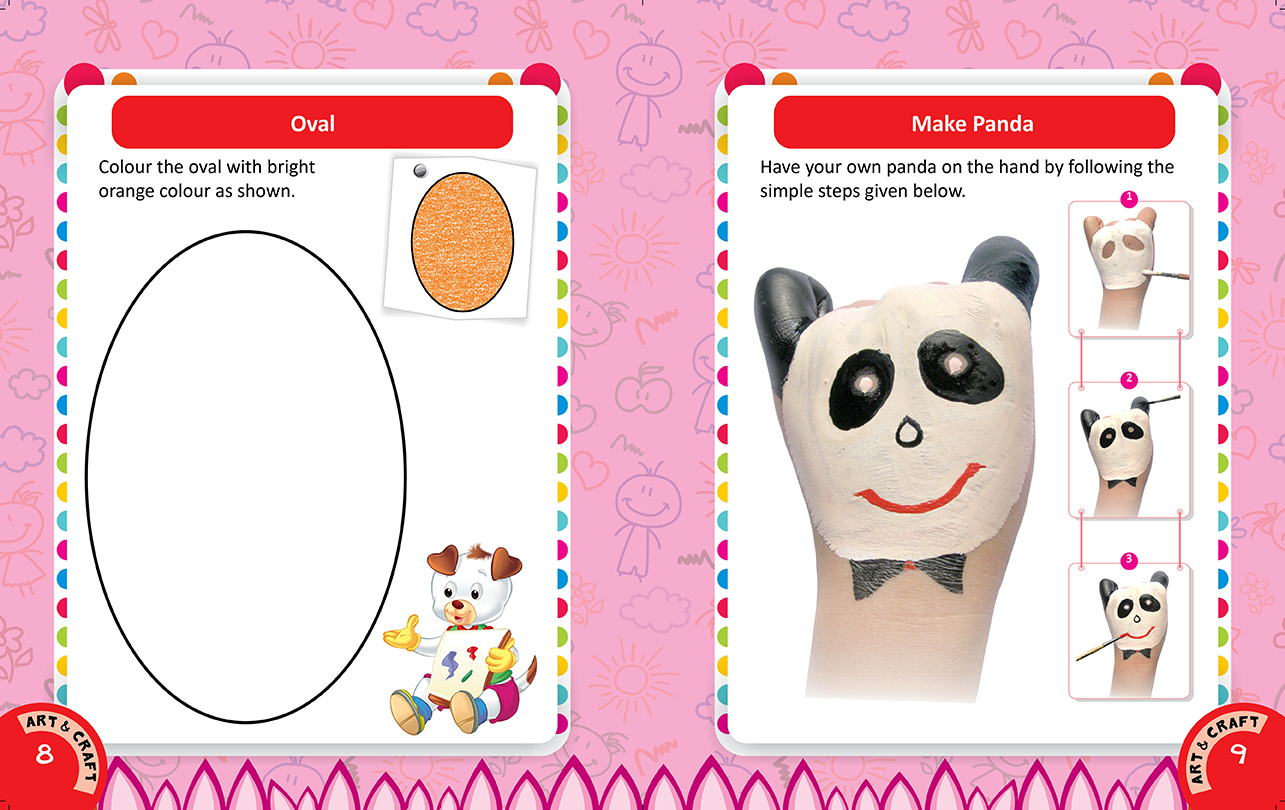 Oval
Colour the oval with bright
orange colour as shown.
ART & CRAFT
8
Make Panda
Have your own panda on the hand by following the
simple steps given below.
1
2
3
ART & CRAFT
9